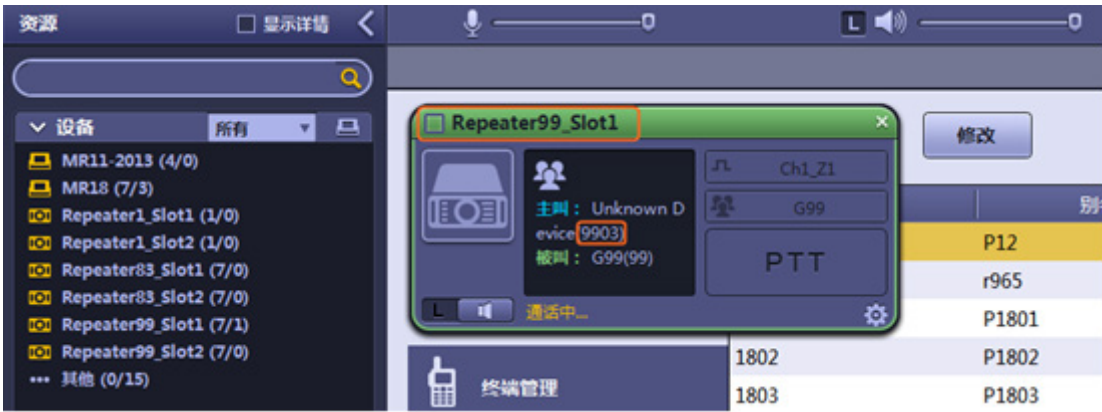 资源 显示详情
L
设备 所有
MR11-2013 (4/0)
MR18 (7/3)
Repeater1_Slot1 (1/0)
Repeater1_Slot2 (1/0)
Repeater83_Slot1 (7/0)
Repeater83_Slot2 (7/0)
Repeater99_Slot1 (7/1)
Repeater99_Slot2 (7/0)
其他 (0/15)
Repeater99_Slot1
主叫： Unknown D
evice(9903)
被叫： G99(99)
Ch1_Z1
G99
PTT
L 通话中...
修改
P12
r965
P1801
1802 P1802
1803 P1803
终端管理